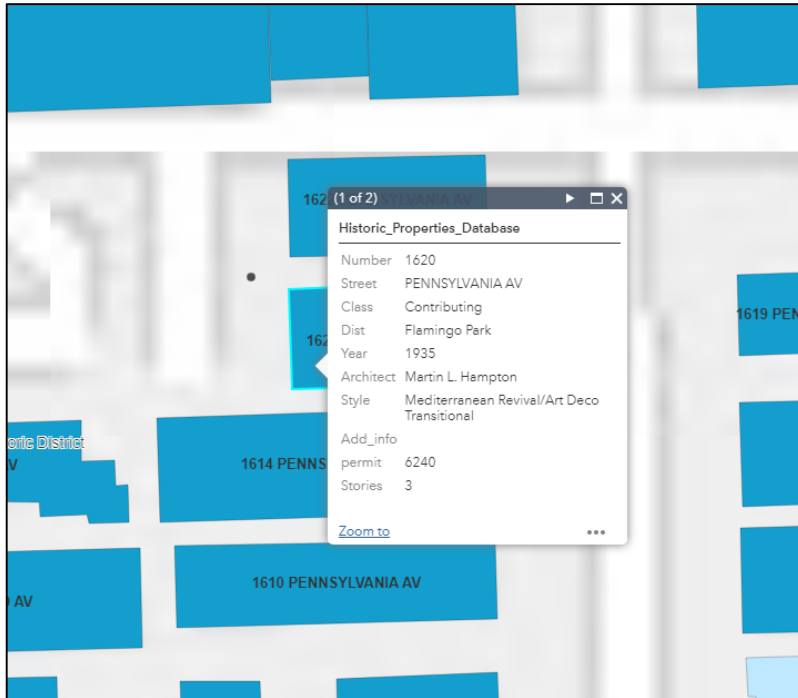 (1 of 2)
Historic_Properties_Database
Number 1620
Street PENNSYLVANIA AV
Class Contributing
Dist Flamingo Park
Year 1935
Architect Martin L. Hampton
Style Mediterranean Revival/Art Deco
Transitional
Add_info
permit 6240
Stories 3
Zoom to
1619 PEN
oric District
V
1614 PENNS
1610 PENNSYLVANIA AV
AV